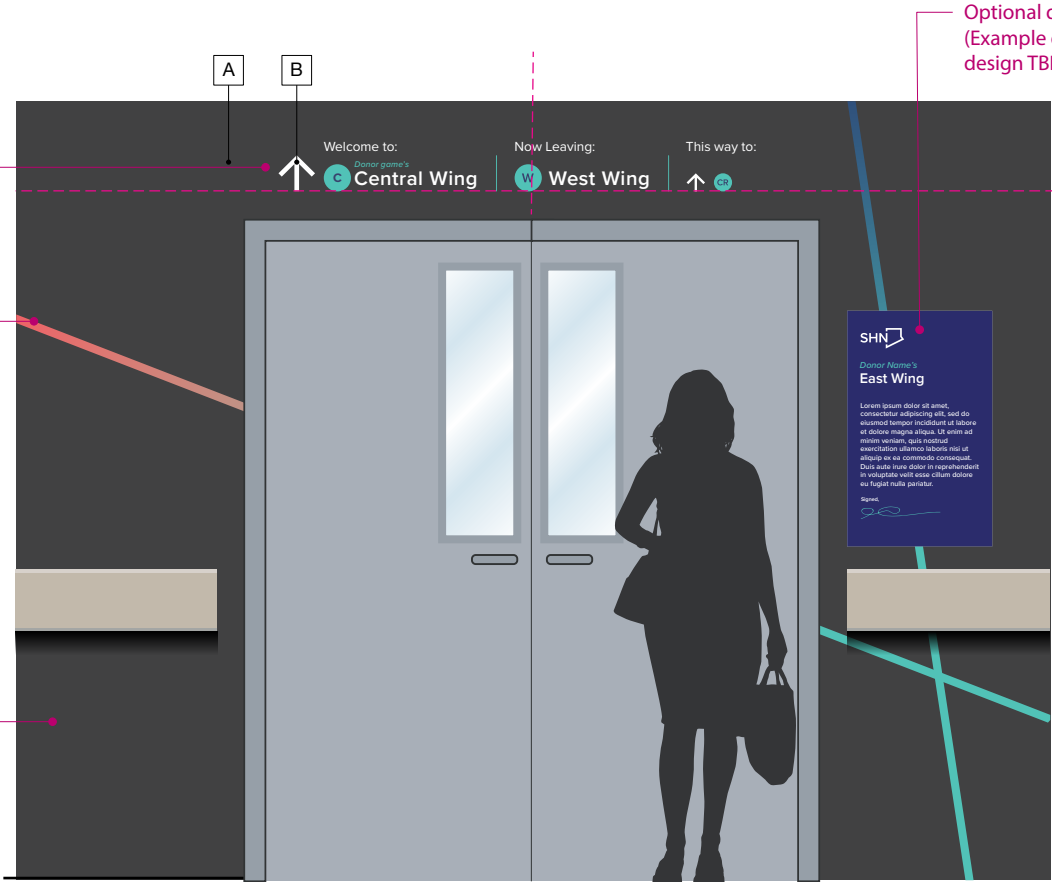 Optional
(Example
design
A
B
Welcome to:
Now Leaving:
This way to:
Donor game's
C
Central Wing
W
West Wing
CR
SHN
Donor Name's
East Wing
Lorem ipsum dolor sit amet,
consectetur adipiscing elit, sed do
eiusmod tempor incididunt ut labore
et dolore magna aliqua. Ut enim ad
minim veniam, quis nostrud
exercitation ullamco laboris nisi ut
aliquip ex ea commodo consequat.
Duis aute irure dolor in reprehenderit
in voluptate velit esse cillum dolore
eu fugiat nulla pariatur.
Signed,